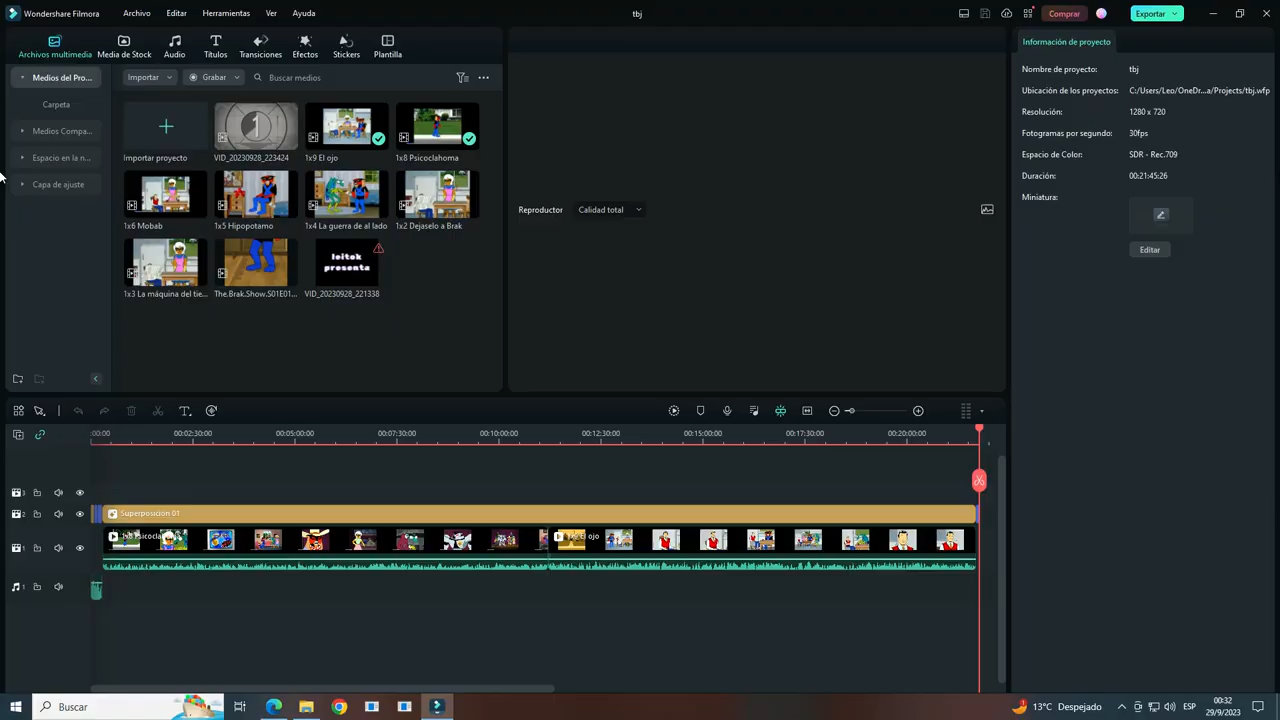 Wondershare Filmora
Archivo
Editar
Herramientas
Ver
Ayuda
tbj
Comprar
Exportar
Archivos multimedia
Media de Stock
Audio
Títulos
Transiciones
Efectos
Stickers
Plantilla
Medios del Pro...
Carpeta
Medios Compa...
Espacio en la n...
Capa de ajuste
Importar
Grabar
Buscar medios
Importar proyecto
VID_20230928_223424
1x9 El ojo
1x8 Psicoclahoma
1x6 Mobab
1x5 Hipopotamo
1x4 La guerra de al lado
1x2 Dejaselo a Brak
leitok
presenta
1x3 La máquina del tie...
The.Brak.Show.S01E01...
VID_20230928_221338
Reproductor
Calidad total
Información de proyecto
Nombre de proyecto:
tbj
Ubicación de los proyectos:
C:/Users/Leo/OneDr...a/Projects/tbj.wfp
Resolución:
1280 x 720
Fotogramas por segundo:
30fps
Espacio de Color:
SDR - Rec.709
Duración:
00:21:45:26
Miniatura:
Editar
:00:00
00:02:30:00
00:05:00:00
00:07:30:00
00:10:00:00
00:12:30:00
00:15:00:00
00:17:30:00
00:20:00:00
3
2
Superposición 01
1
El ojo
1
Buscar
13°C Despejado
ESP
00:32
29/9/2023